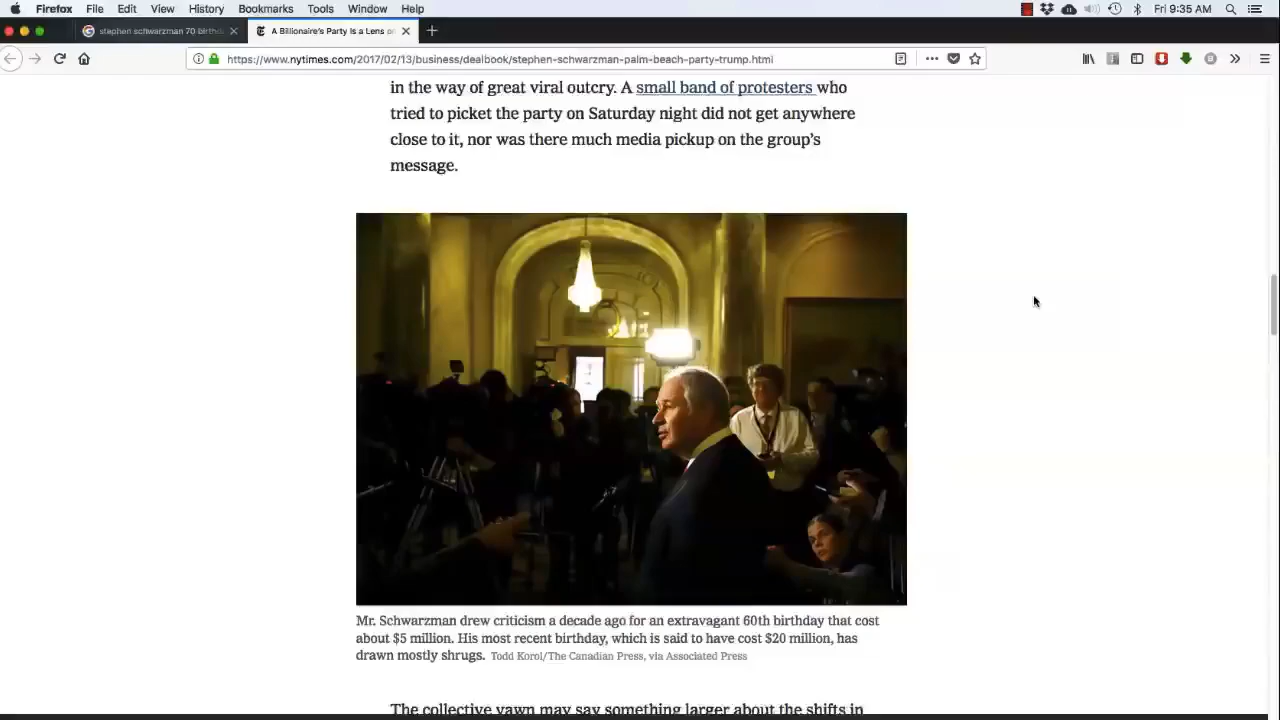 Firefox File Edit View History Bookmarks Tools Window Help Fri 9:35 AM
stephen schwarzman 70 birthd
A Billionaire's Party Is a Lens o
https://www.nytimes.com/2017/02/13/business/dealbook/stephen-schwarzman-palm-beach-party-trump.html
in the way of great viral outcry. A small band of protesters who
tried to picket the party on Saturday night did not get anywhere
close to it, nor was there much media pickup on the group's
message.
Mr. Schwarzman drew criticism a decade ago for an extravagant 60th birthday that cost
about $5 million. His most recent birthday, which is said to have cost $20 million, has
drawn mostly shrugs. Todd Korol/The Canadian Press, via Associated Press
The collective yawn may say something larger about the shifts in